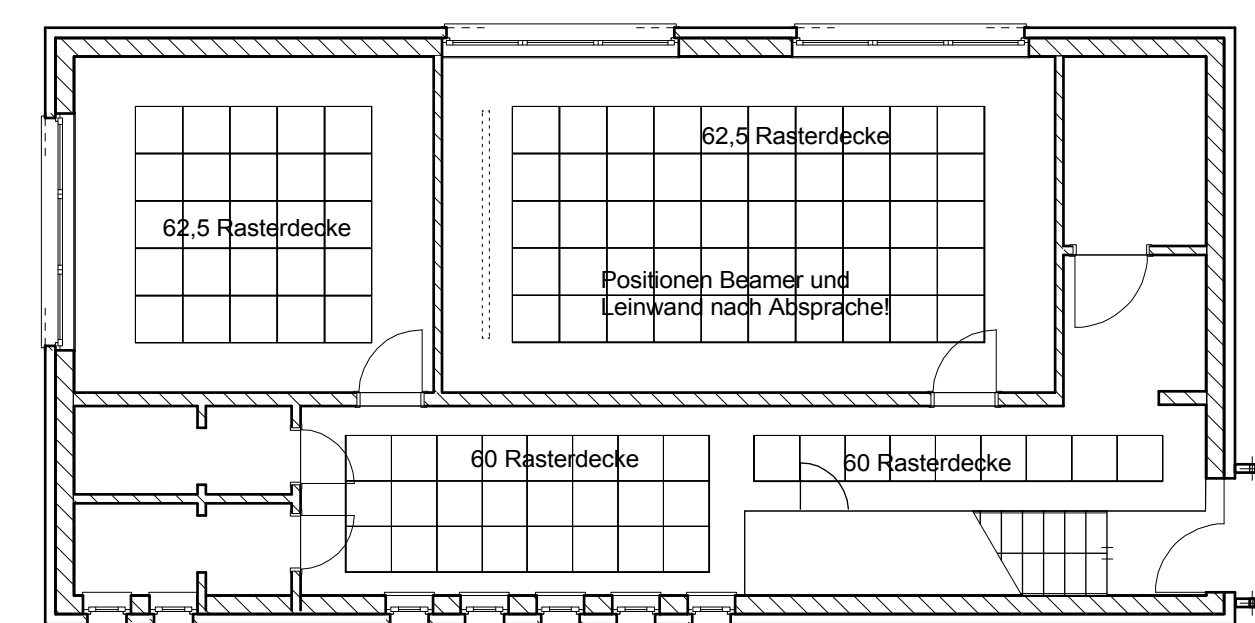 62,5 Rasterdecke
62,5 Rasterdecke
Positionen Beamer und
Leinwand nach Absprache!
60 Rasterdecke
60 Rasterdecke